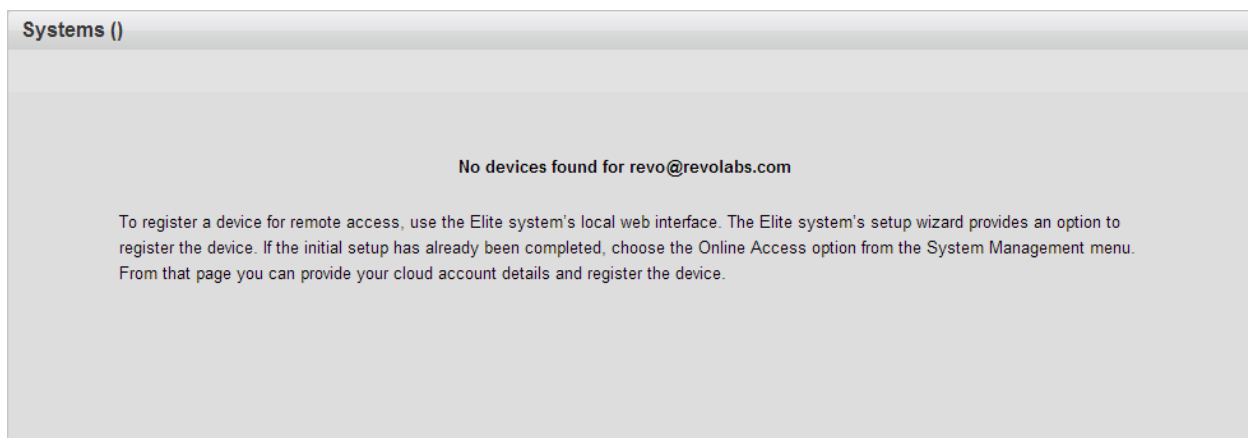 Systems ()
No devices found for revo@revolabs.com
To register a device for remote access, use the Elite system's local web interface. The Elite system's setup wizard provides an option to
register the device. If the initial setup has already been completed, choose the Online Access option from the System Management menu.
From that page you can provide your cloud account details and register the device.